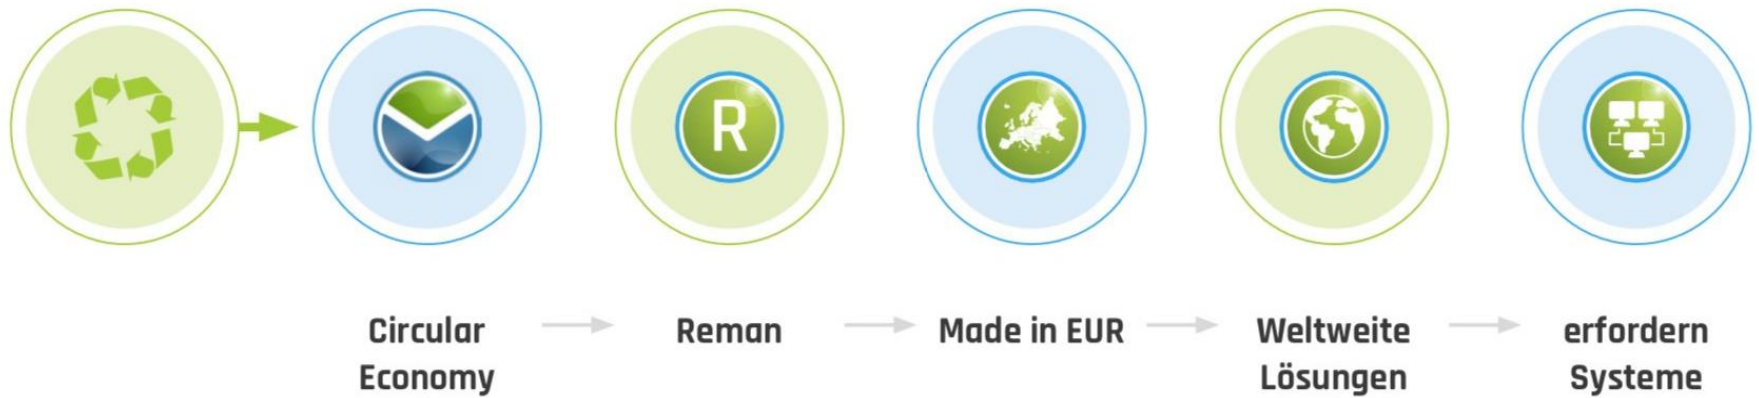 R
Circular
Economy
Reman
Made in EUR
Weltweite
Lösungen
erfordern
Systeme